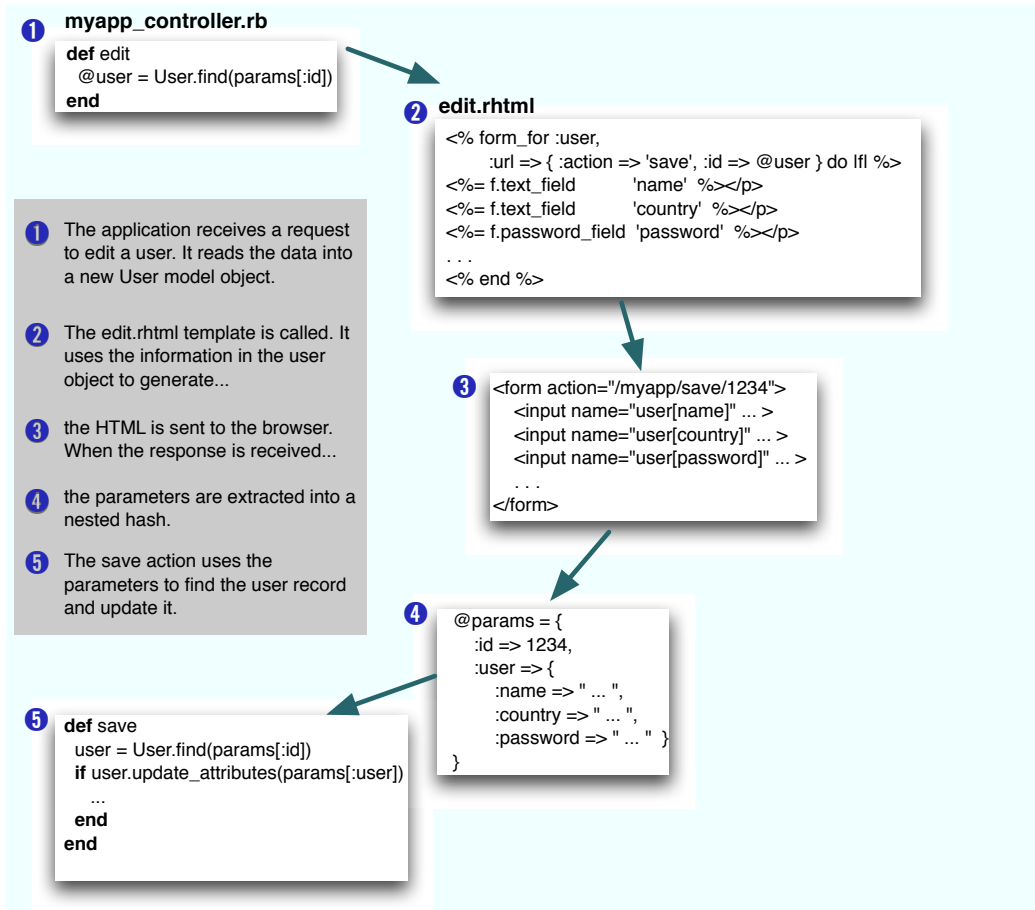 1 myapp_controller.rb
def edit
@user = User.find(params[:id])
end
2 edit.rhtml
<% form_for :user,
:url => { :action => 'save', :id => @user } do |f| %>
<%= f.text_field 'name' %></p>
<%= f.text_field 'country' %></p>
<%= f.password_field 'password' %></p>
. . .
<% end %>
1 The application receives a request
to edit a user. It reads the data into
a new User model object.
2 The edit.rhtml template is called. It
uses the information in the user
object to generate...
3 the HTML is sent to the browser.
When the response is received...
4 the parameters are extracted into a
nested hash.
5 The save action uses the
parameters to find the user record
and update it.
3 <form action="/myapp/save/1234">
<input name="user[name]" ... >
<input name="user[country]" ... >
<input name="user[password]" ... >
. . .
</form>
4 @params = {
:id => 1234,
:user => {
:name => " ... ",
:country => " ... ",
:password => " ... " }
}
5 def save
user = User.find(params[:id])
if user.update_attributes(params[:user])
...
end
end